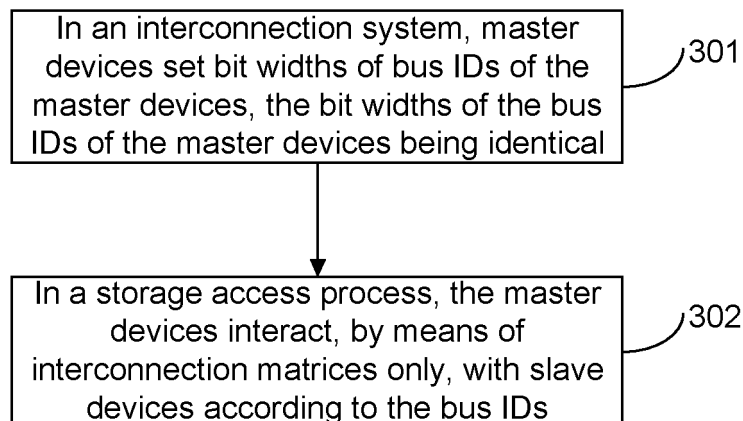 In an interconnection system, master
devices set bit widths of bus IDs of the
master devices, the bit widths of the bus
IDs of the master devices being identical
301
In a storage access process, the master
devices interact, by means of
interconnection matrices only, with slave
devices according to the bus IDs
302